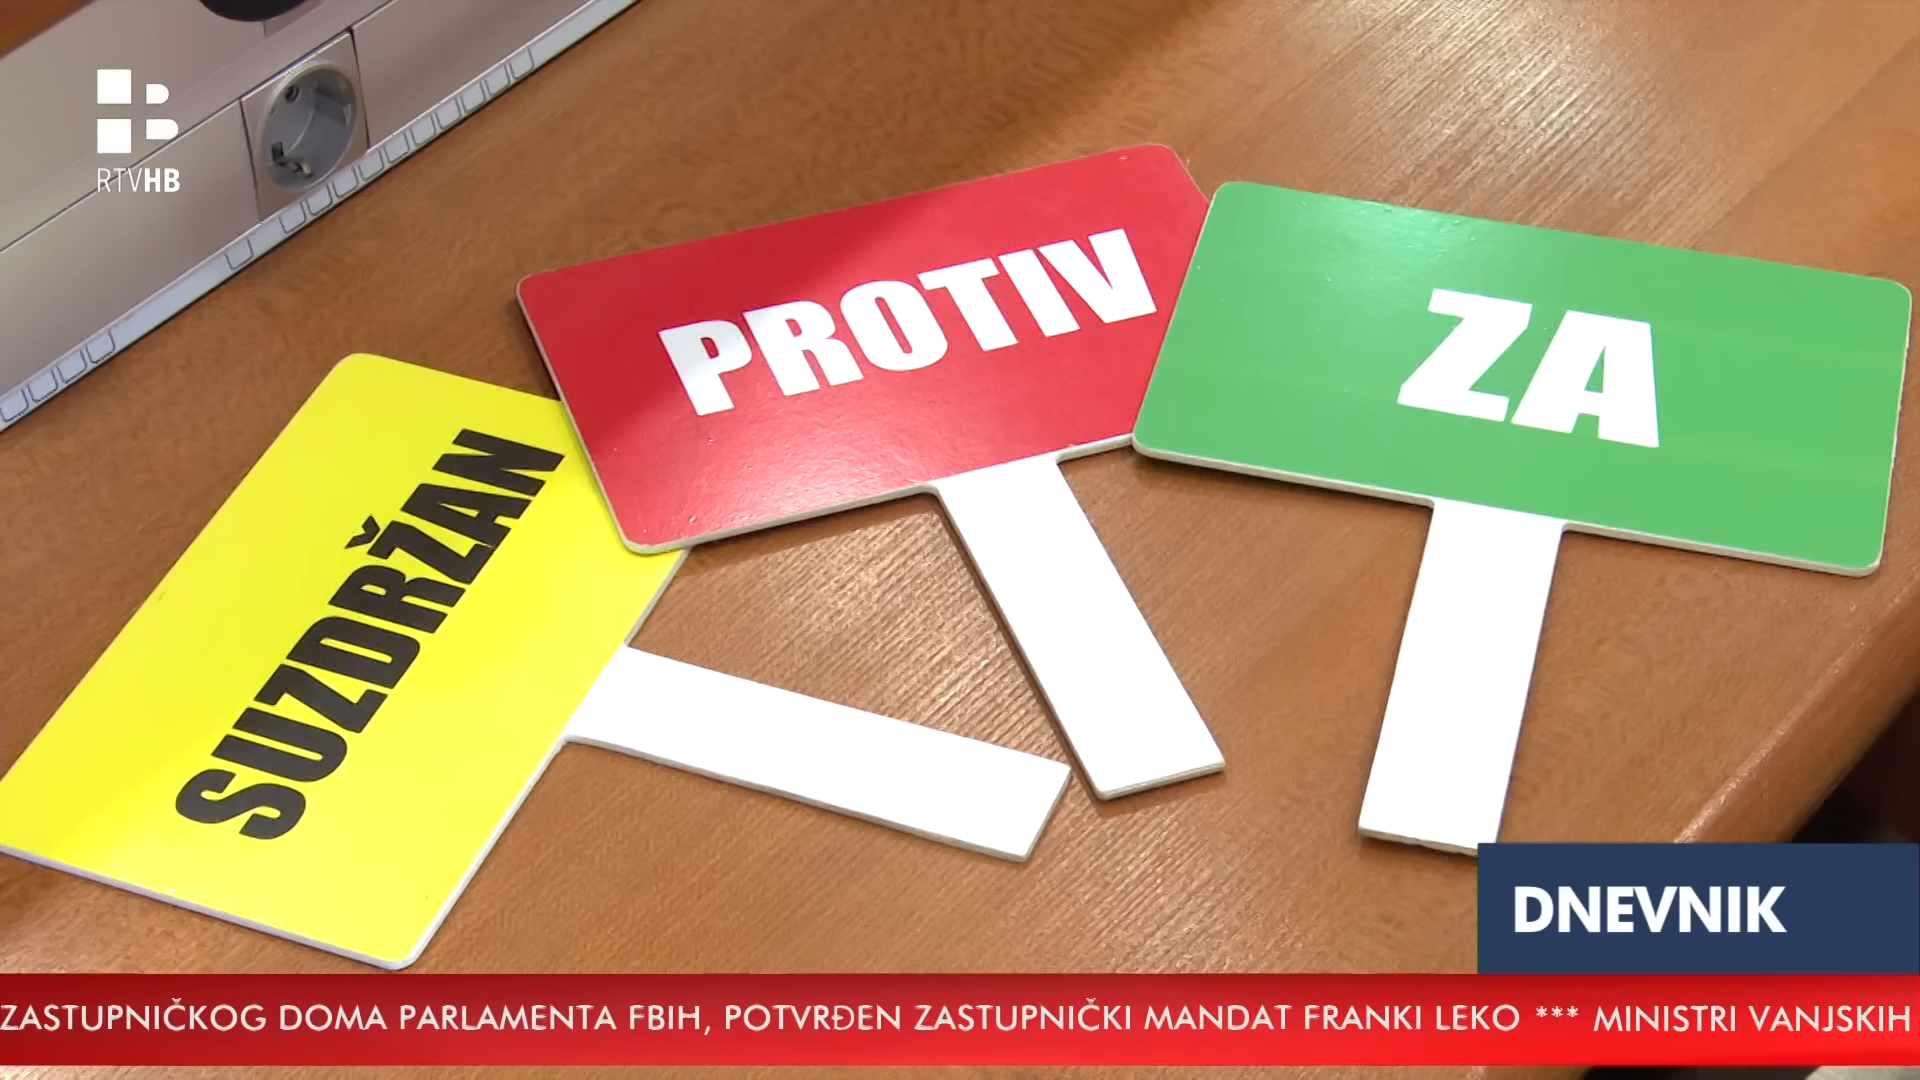 RTVHB
PROTIV
ZA
SUZDRŽAN
DNEVNIK
ZASTUPNIČKOG DOMA PARLAMENTA FBIH, POTVRĐEN ZASTUPNIČKI MANDAT FRANKI LEKO *** MINISTRI VANJSKIH